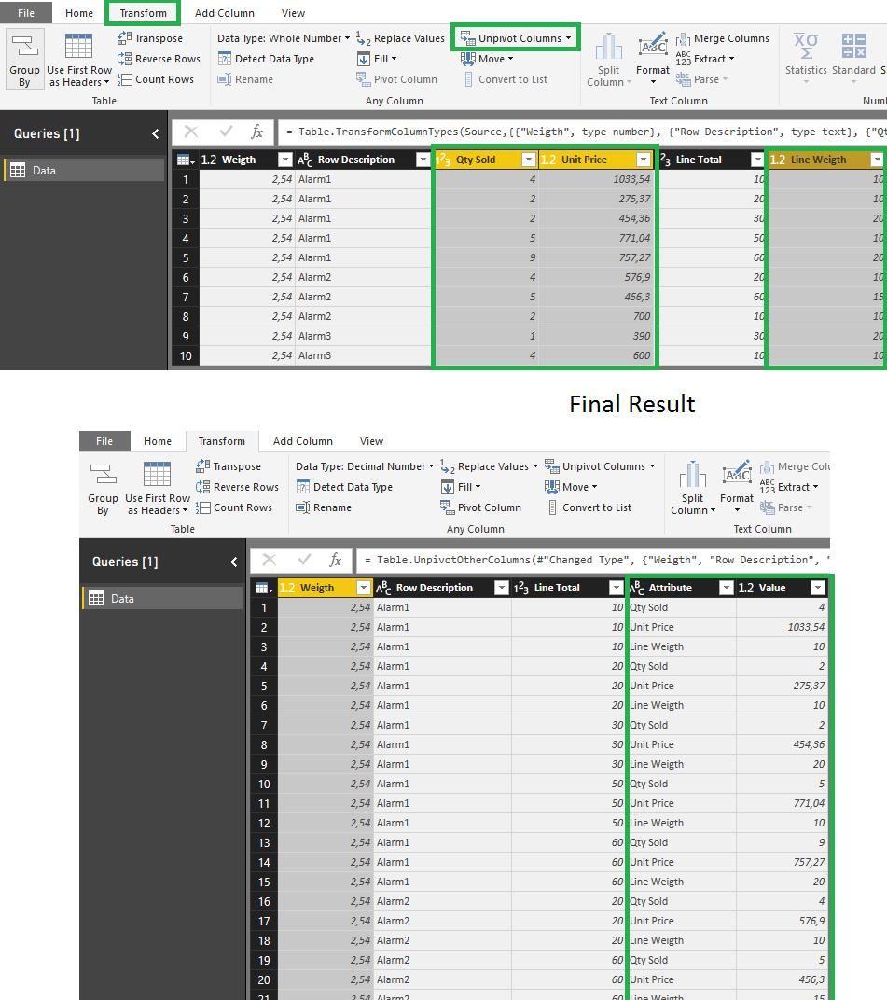 File Home Transform Add Column View
Group By
Use First Row as Headers
Transpose
Reverse Rows
Count Rows
Table
Data Type: Whole Number
Detect Data Type
Rename
Replace Values
Fill
Pivot Column
Unpivot Columns
Move
Convert to List
Any Column
Split Column
Format
Merge Columns
Extract
Parse
Text Column
Statistics
Standard
Queries [1]
Data
= Table.TransformColumnTypes(Source,{{"Weigth", type number}, {"Row Description", type text}, {"Qt
1.2 Weigth ABC Row Description 123 Qty Sold 1.2 Unit Price 23 Line Total 1.2 Line Weigth
1 2,54 Alarm1 4 1033,54 10 10
2 2,54 Alarm1 2 275,37 20 10
3 2,54 Alarm1 2 454,36 30 20
4 2,54 Alarm1 5 771,04 50 10
5 2,54 Alarm1 9 757,27 60 20
6 2,54 Alarm2 4 576,9 20 10
7 2,54 Alarm2 5 456,3 60 15
8 2,54 Alarm2 2 700 10 10
9 2,54 Alarm3 1 390 30 20
10 2,54 Alarm3 4 600 10 10
Final Result
File Home Transform Add Column View
Group By
Use First Row as Headers
Transpose
Reverse Rows
Count Rows
Table
Data Type: Decimal Number
Detect Data Type
Rename
Replace Values
Fill
Pivot Column
Unpivot Columns
Move
Convert to List
Any Column
Split Column
Format
Merge Colu
Extract
Parse
Text Column
Queries [1]
Data
= Table.UnpivotOtherColumns(#"Changed Type", {"Weigth", "Row Description", "
1.2 Weigth ABC Row Description 123 Line Total ABC Attribute 1.2 Value
1 2,54 Alarm1 10 Qty Sold 4
2 2,54 Alarm1 10 Unit Price 1033,54
3 2,54 Alarm1 10 Line Weigth 10
4 2,54 Alarm1 20 Qty Sold 2
5 2,54 Alarm1 20 Unit Price 275,37
6 2,54 Alarm1 20 Line Weigth 10
7 2,54 Alarm1 30 Qty Sold 2
8 2,54 Alarm1 30 Unit Price 454,36
9 2,54 Alarm1 30 Line Weigth 20
10 2,54 Alarm1 50 Qty Sold 5
11 2,54 Alarm1 50 Unit Price 771,04
12 2,54 Alarm1 50 Line Weigth 10
13 2,54 Alarm1 60 Qty Sold 9
14 2,54 Alarm1 60 Unit Price 757,27
15 2,54 Alarm1 60 Line Weigth 20
16 2,54 Alarm2 20 Qty Sold 4
17 2,54 Alarm2 20 Unit Price 576,9
18 2,54 Alarm2 20 Line Weigth 10
19 2,54 Alarm2 60 Qty Sold 5
20 2,54 Alarm2 60 Unit Price 456,3
21 2,54 Alarm2 60 Line Weigth 15